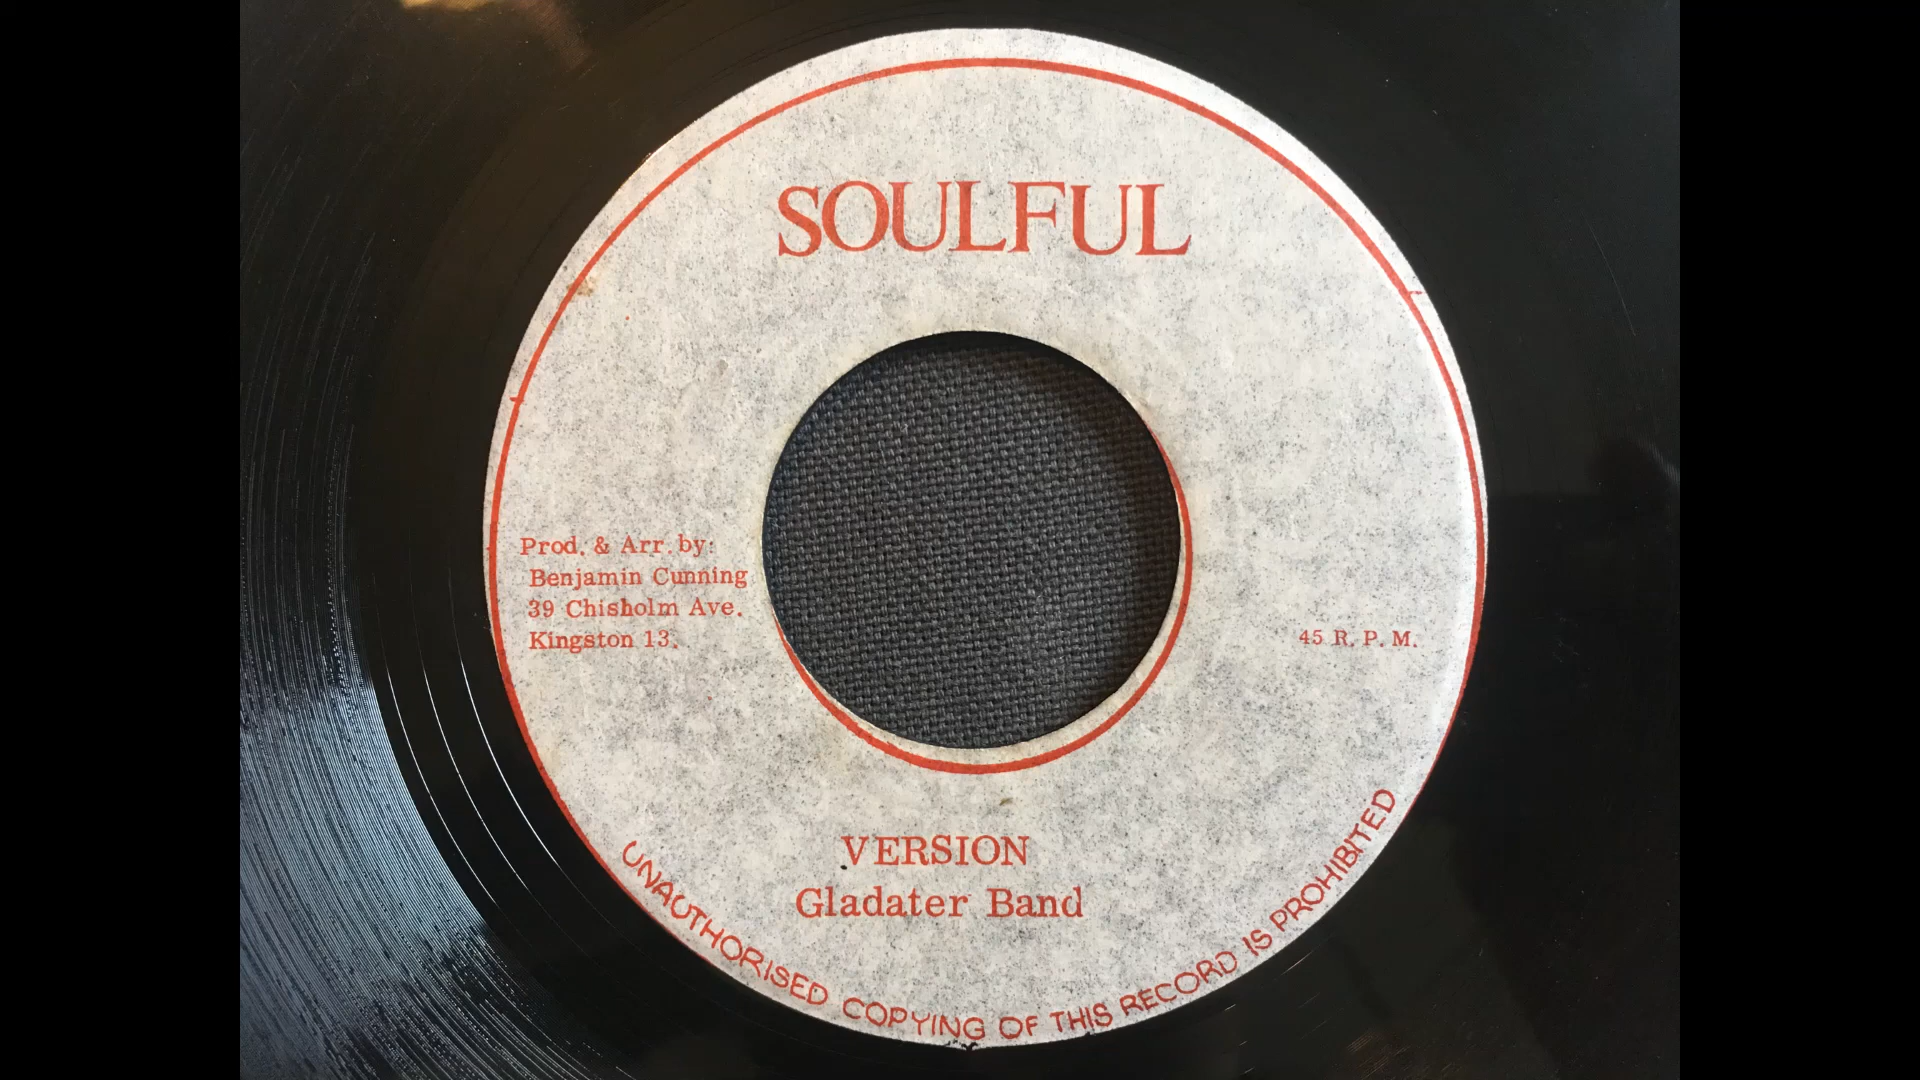 SOULFUL
Prod. & Arr. by:
Benjamin Cunning
39 Chisholm Ave.
Kingston 13.
45 R. P. M.
VERSION
Gladater Band
UNAUTHORISED COPYING OF THIS RECORD IS PROHIBITED